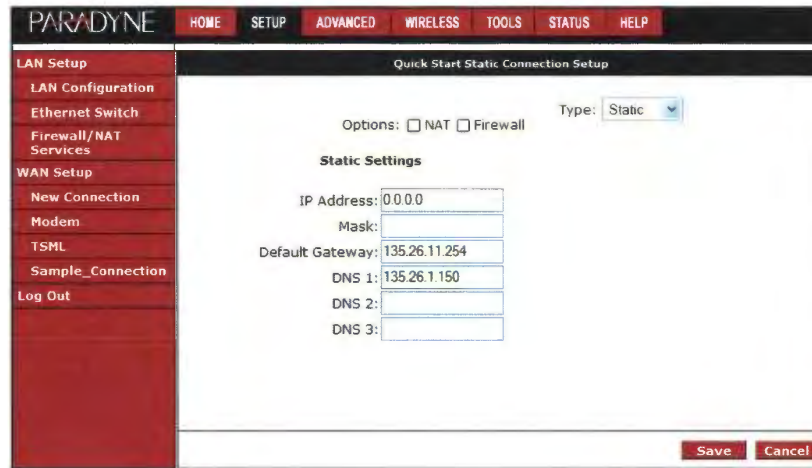 PARADYNE
HOME SETUP ADVANCED WIRELESS TOOLS STATUS HELP
LAN Setup
LAN Configuration
Ethernet Switch
Firewall/NAT
Services
WAN Setup
New Connection
Modem
TSML
Sample_Connection
Log Out
Quick Start Static Connection Setup
Type: Static
Options: NAT Firewall
Static Settings
IP Address: 0.0.0.0
Mask:
Default Gateway: 135.26.11.254
DNS 1: 135.26.1.150
DNS 2:
DNS 3:
Save Cancel